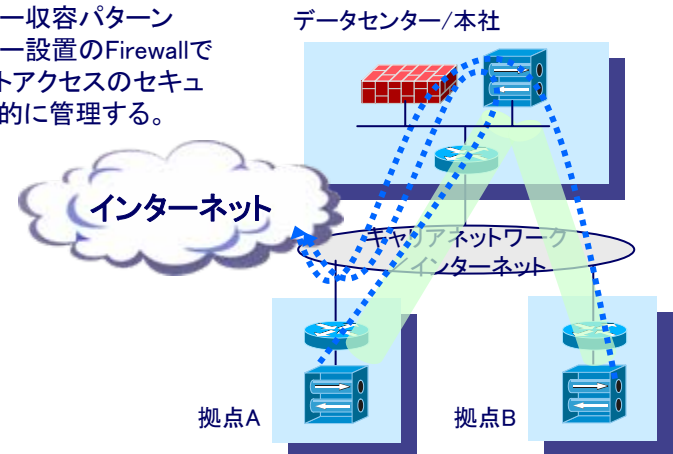 ー収容パターン
ー設置のFirewallで
トアクセスのセキュ
的に管理する。
データセンター/本社
インターネット
キャリアネットワーク
インターネット
拠点A
拠点B